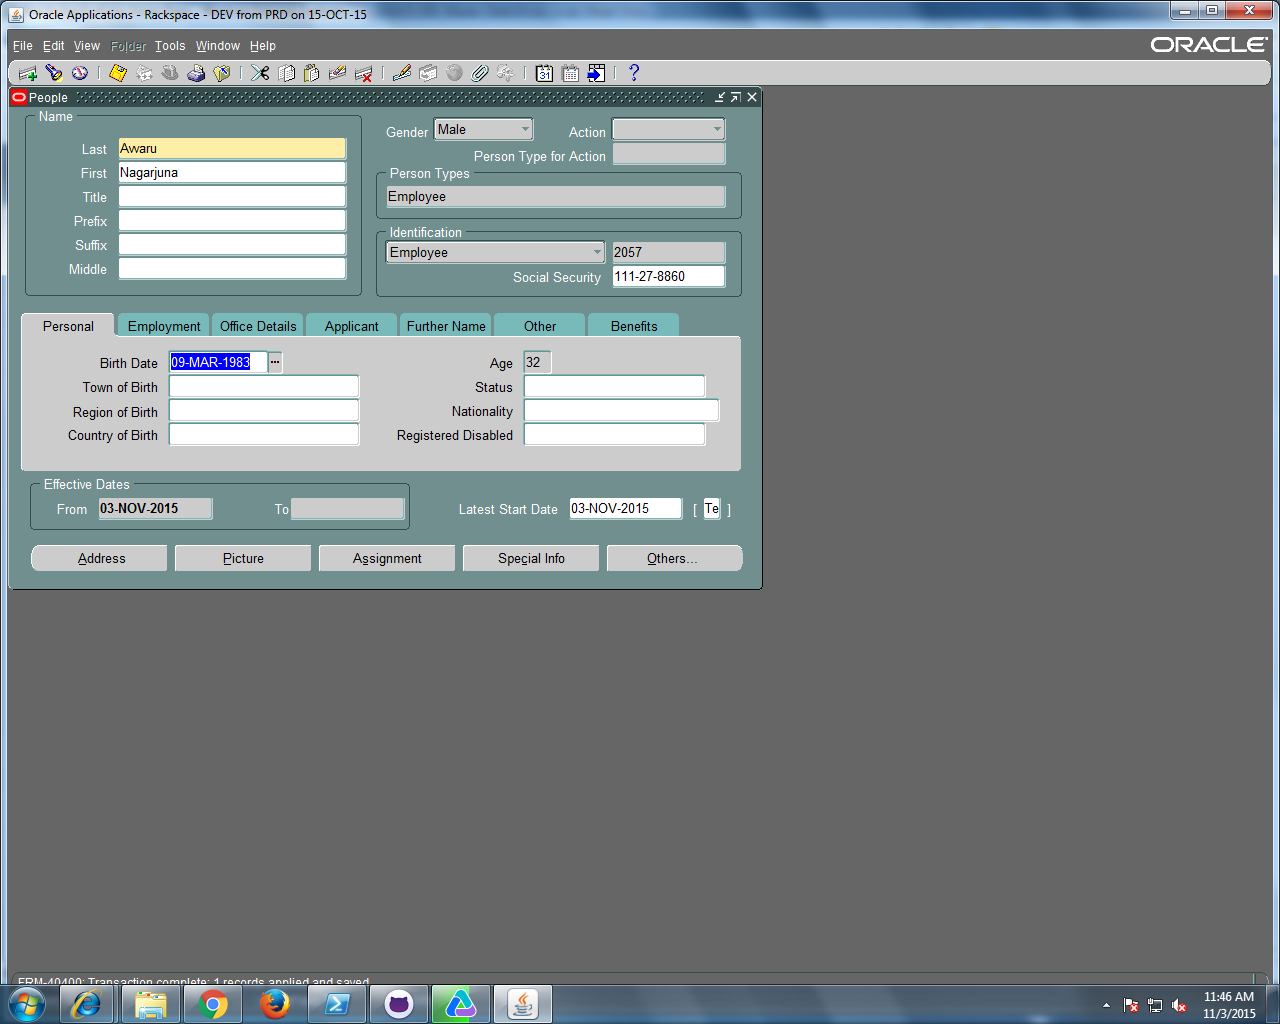 Oracle Applications - Rackspace - DEV from PRD on 15-OCT-15
File Edit View Folder Tools Window Help
ORACLE
People
Name
Last Awaru
First Nagarjuna
Title
Prefix
Suffix
Middle
Gender Male Action
Person Type for Action
Person Types
Employee
Identification
Employee 2057
Social Security 111-27-8860
Personal Employment Office Details Applicant Further Name Other Benefits
Birth Date 09-MAR-1983 ... Age 32
Town of Birth Status
Region of Birth Nationality
Country of Birth Registered Disabled
Effective Dates
From 03-NOV-2015 To Latest Start Date 03-NOV-2015 [ Te ]
Address Picture Assignment Special Info Others...
FRM-40400: Transaction complete: 1 records applied and saved.
11:46 AM
11/3/2015